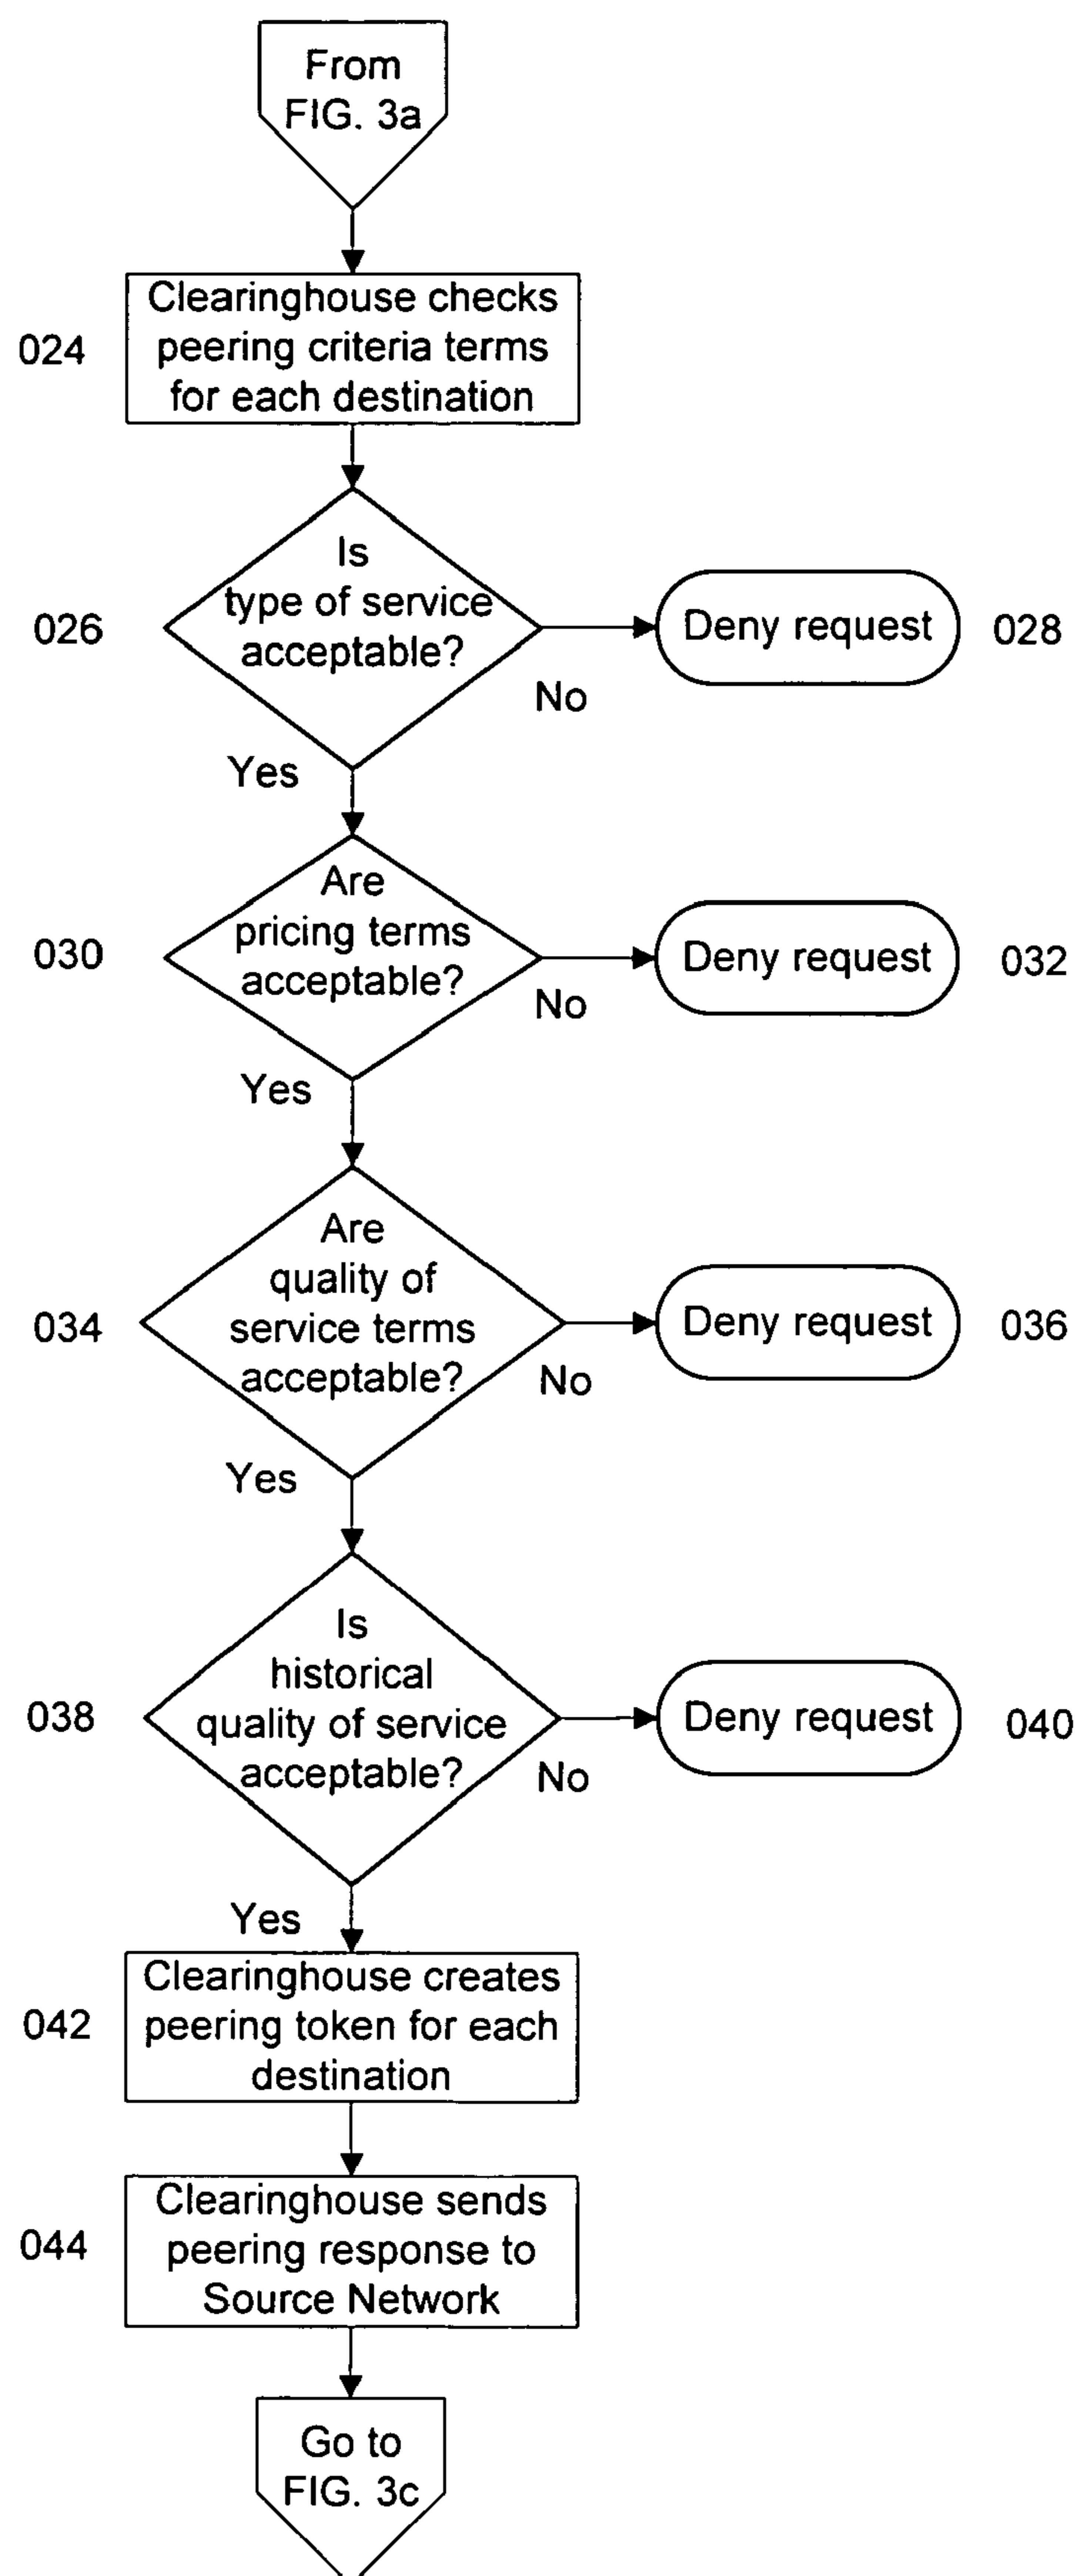 From
FIG. 3a
024
Clearinghouse checks
peering criteria terms
for each destination
026
Is
type of service
acceptable?
Deny request
028
No
Yes
030
Are
pricing terms
acceptable?
Deny request
032
No
Yes
034
Are
quality of
service terms
acceptable?
Deny request
036
No
Yes
038
Is
historical
quality of service
acceptable?
Deny request
040
No
Yes
042
Clearinghouse creates
peering token for each
destination
044
Clearinghouse sends
peering response to
Source Network
Go to
FIG. 3c